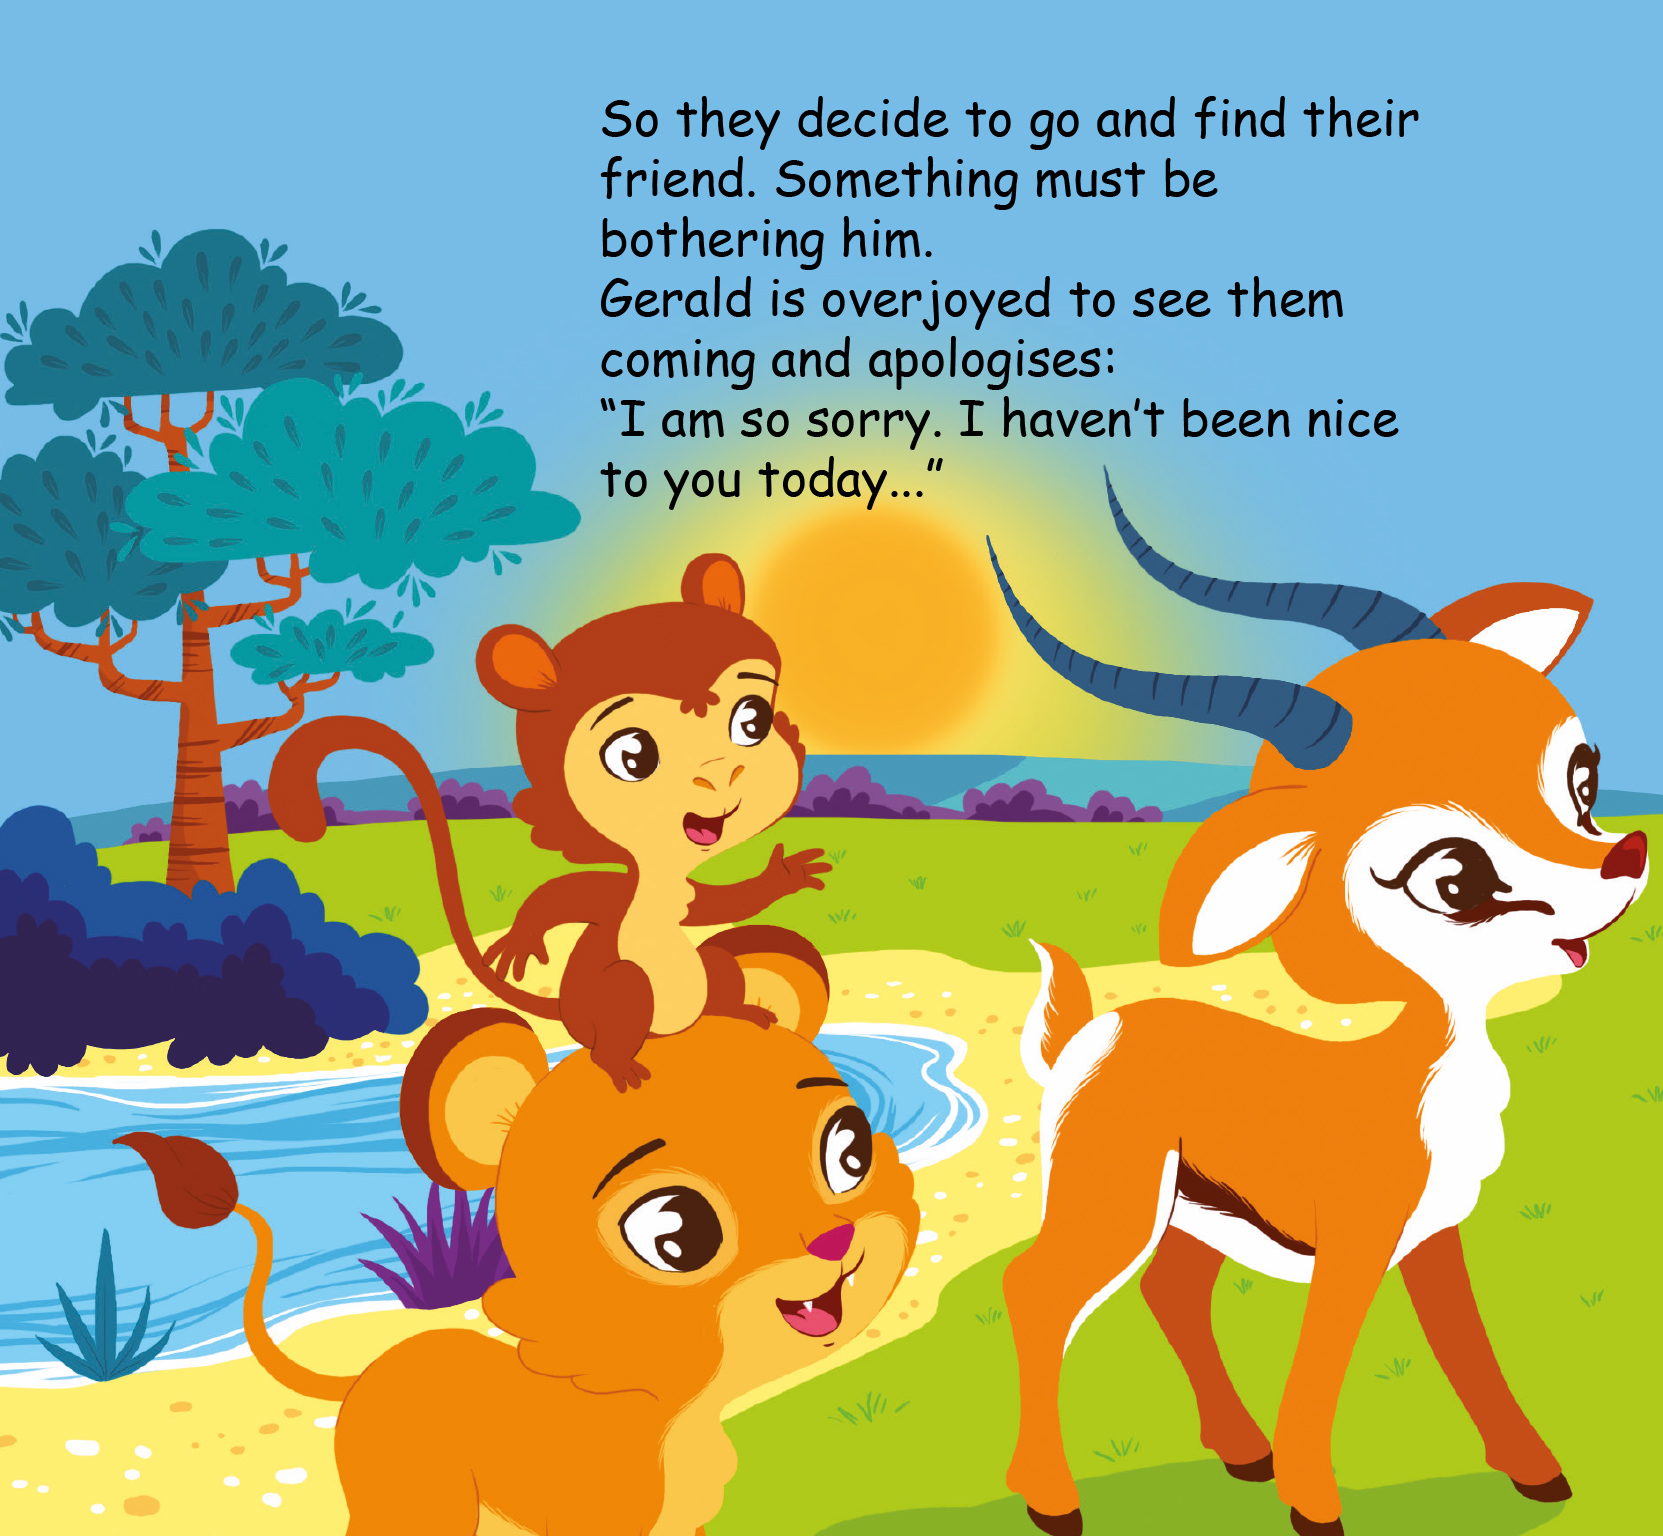 So they decide to go and find their
friend. Something must be
bothering him.
Gerald is overjoyed to see them
coming and apologises:
“I am so sorry. I haven’t been nice
to you today...”